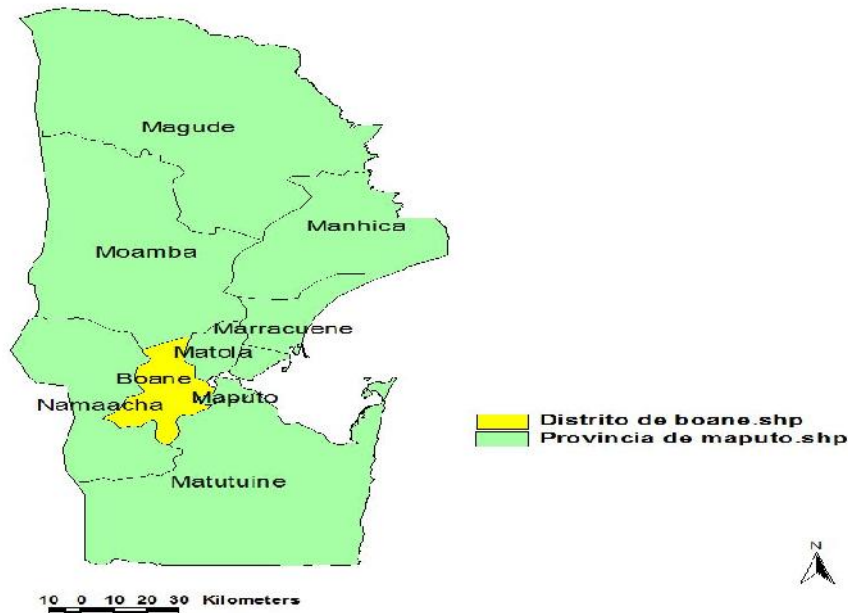 Magude
Manhica
Moamba
Marracuene
Matola
Boane
Maputo
Namaacha
Distrito de boane.shp
Provincia de maputo.shp
Matutuine
N
10 0 10 20 30 Kilometers